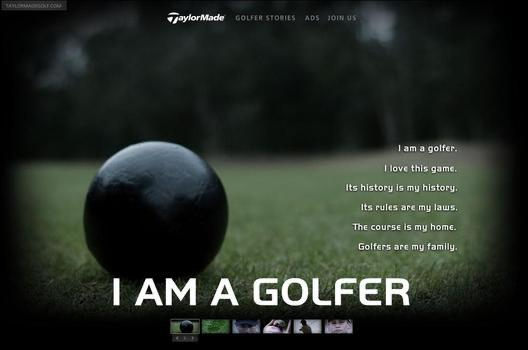 TAYLORMADEGOLF.COM
TaylorMade GOLFER STORIES ADS JOIN US
I am a golfer.
I love this game.
Its history is my history.
Its rules are my laws.
The course is my home.
Golfers are my family.
I AM A GOLFER